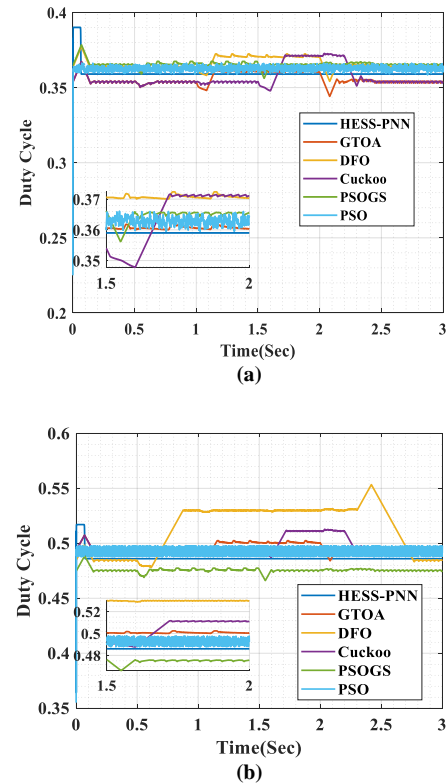 0.4
0.35
0.3
0.25
0.2
Duty Cycle
HESS-PNN
GTOA
DFO
Cuckoo
PSOGS
PSO
0.37
0.36
0.35
1.5
2
0
0.5
1
1.5
2
2.5
3
Time(Sec)
(a)
0.6
0.55
0.5
0.45
0.4
0.35
Duty Cycle
0.52
0.5
0.48
1.5
2
HESS-PNN
GTOA
DFO
Cuckoo
PSOGS
PSO
0
0.5
1
1.5
2
2.5
3
Time(Sec)
(b)